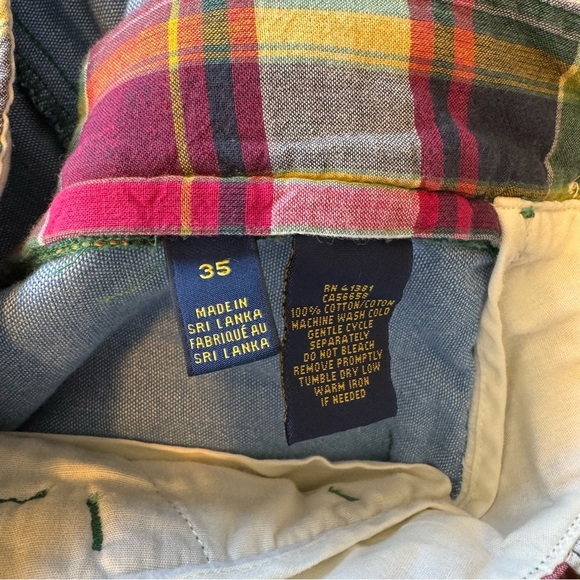 35
MADE IN
SRI LANKA
FABRIQUÉ AU
SRI LANKA
RN 41381
CA56658
100% COTTON/COTON
MACHINE WASH COLD
GENTLE CYCLE
SEPARATELY
DO NOT BLEACH
REMOVE PROMPTLY
TUMBLE DRY LOW
WARM IRON
IF NEEDED